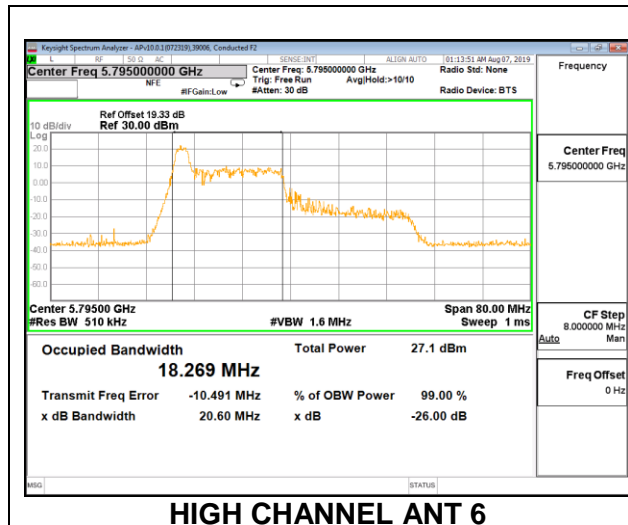 Keysight Spectrum Analyzer - APv10.0.1(072319),39006, Conducted F2
L RF 50 Ω AC SENSE:INT ALIGN AUTO 01:13:51 AM Aug 07, 2019
Center Freq 5.795000000 GHz
NFE
#IFGain:Low
Center Freq: 5.795000000 GHz
Trig: Free Run Avg|Hold:>10/10
#Atten: 30 dB
Radio Std: None
Radio Device: BTS
Frequency
Ref Offset 19.33 dB
10 dB/div Ref 30.00 dBm
Log
20.0
10.0
0.00
-10.0
-20.0
-30.0
-40.0
-50.0
-60.0
Center Freq
5.795000000 GHz
Center 5.79500 GHz Span 80.00 MHz
#Res BW 510 kHz #VBW 1.6 MHz Sweep 1 ms
CF Step
8.000000 MHz
Auto Man
Freq Offset
0 Hz
Occupied Bandwidth Total Power 27.1 dBm
18.269 MHz
Transmit Freq Error -10.491 MHz % of OBW Power 99.00 %
x dB Bandwidth 20.60 MHz x dB -26.00 dB
MSG STATUS
HIGH CHANNEL ANT 6